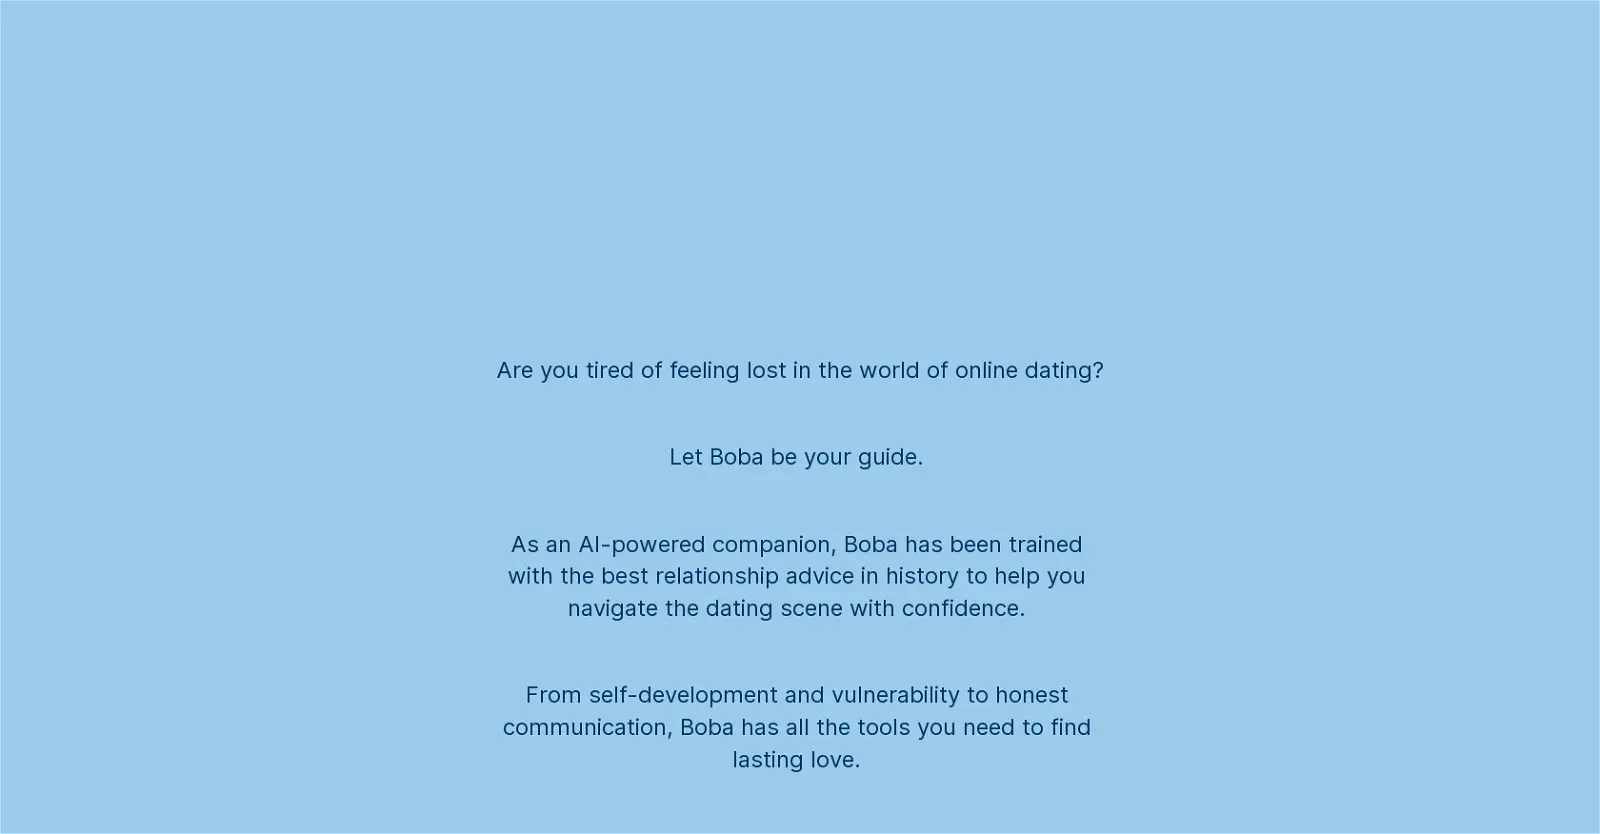 Are you tired of feeling lost in the world of online dating?
Let Boba be your guide.
As an AI-powered companion, Boba has been trained
with the best relationship advice in history to help you
navigate the dating scene with confidence.
From self-development and vulnerability to honest
communication, Boba has all the tools you need to find
lasting love.